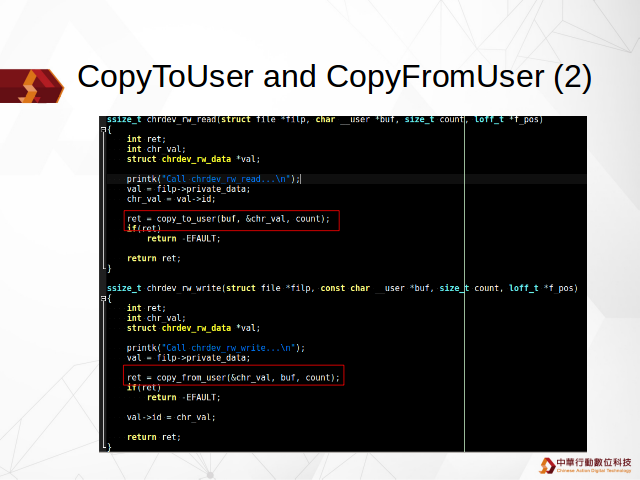 CopyToUser and CopyFromUser (2)
ssize_t chrdev_rw_read(struct file *filp, char __user *buf, size_t count, loff_t *f_pos)
{
int ret;
int chr_val;
struct chrdev_rw_data *val;
printk("Call chrdev_rw_read...\n");
val = filp->private_data;
chr_val = val->id;
ret = copy_to_user(buf, &chr_val, count);
if(ret)
return -EFAULT;
return ret;
}
ssize_t chrdev_rw_write(struct file *filp, const char __user *buf, size_t count, loff_t *f_pos)
{
int ret;
int chr_val;
struct chrdev_rw_data *val;
printk("Call chrdev_rw_write...\n");
val = filp->private_data;
ret = copy_from_user(&chr_val, buf, count);
if(ret)
return -EFAULT;
val->id = chr_val;
return ret;
}
中華行動數位科技
Chinese Action Digital Technology